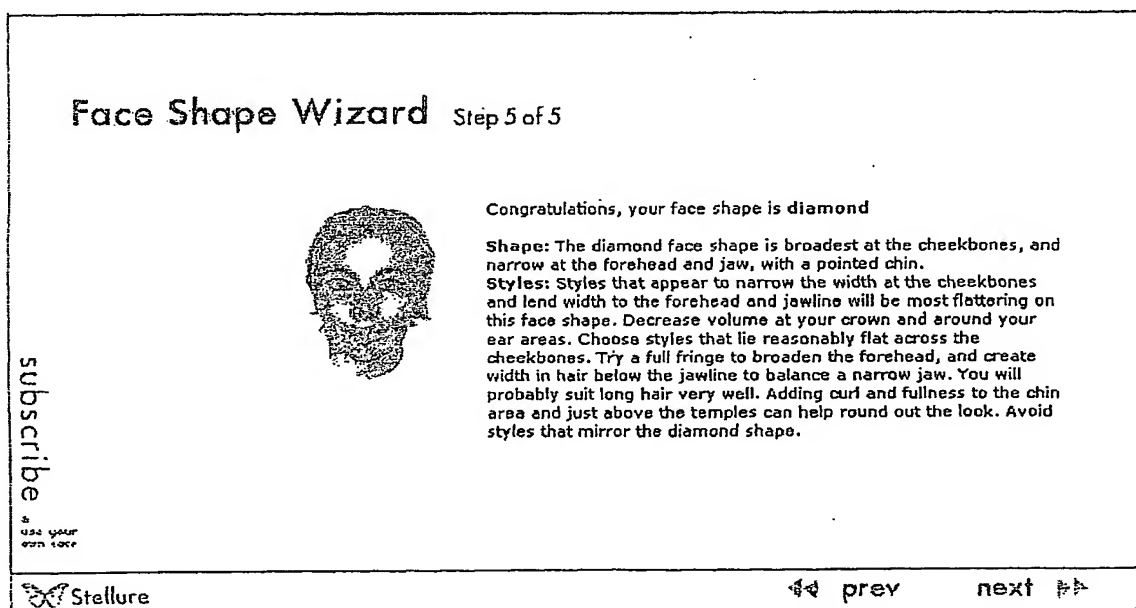 Face Shape Wizard Step 5 of 5
Congratulations, your face shape is diamond
Shape: The diamond face shape is broadest at the cheekbones, and
narrow at the forehead and jaw, with a pointed chin.
Styles: Styles that appear to narrow the width at the cheekbones
and lend width to the forehead and jawline will be most flattering on
this face shape. Decrease volume at your crown and around your
ear areas. Choose styles that lie reasonably flat across the
cheekbones. Try a full fringe to broaden the forehead, and create
width in hair below the jawline to balance a narrow jaw. You will
probably suit long hair very well. Adding curl and fullness to the chin
area and just above the temples can help round out the look. Avoid
styles that mirror the diamond shape.
subscribe
&
use your
own face
Stellure
prev next